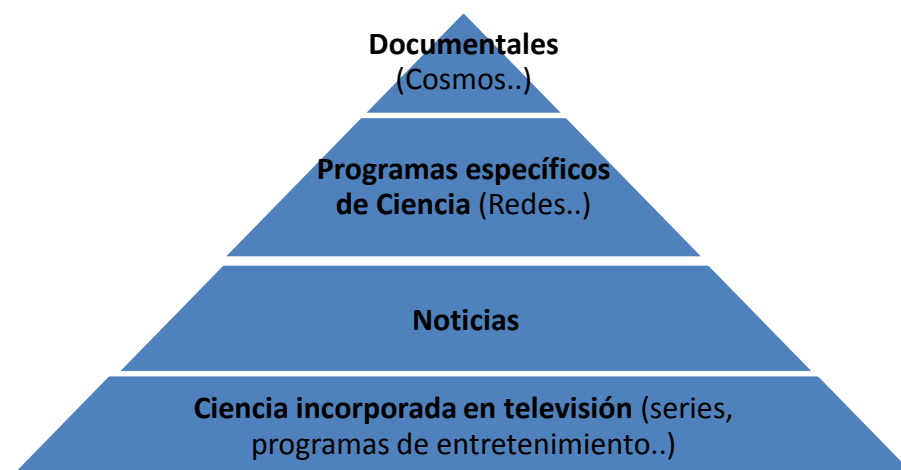 Documentales
(Cosmos..)
Programas específicos
de Ciencia (Redes..)
Noticias
Ciencia incorporada en televisión (series,
programas de entretenimiento..)